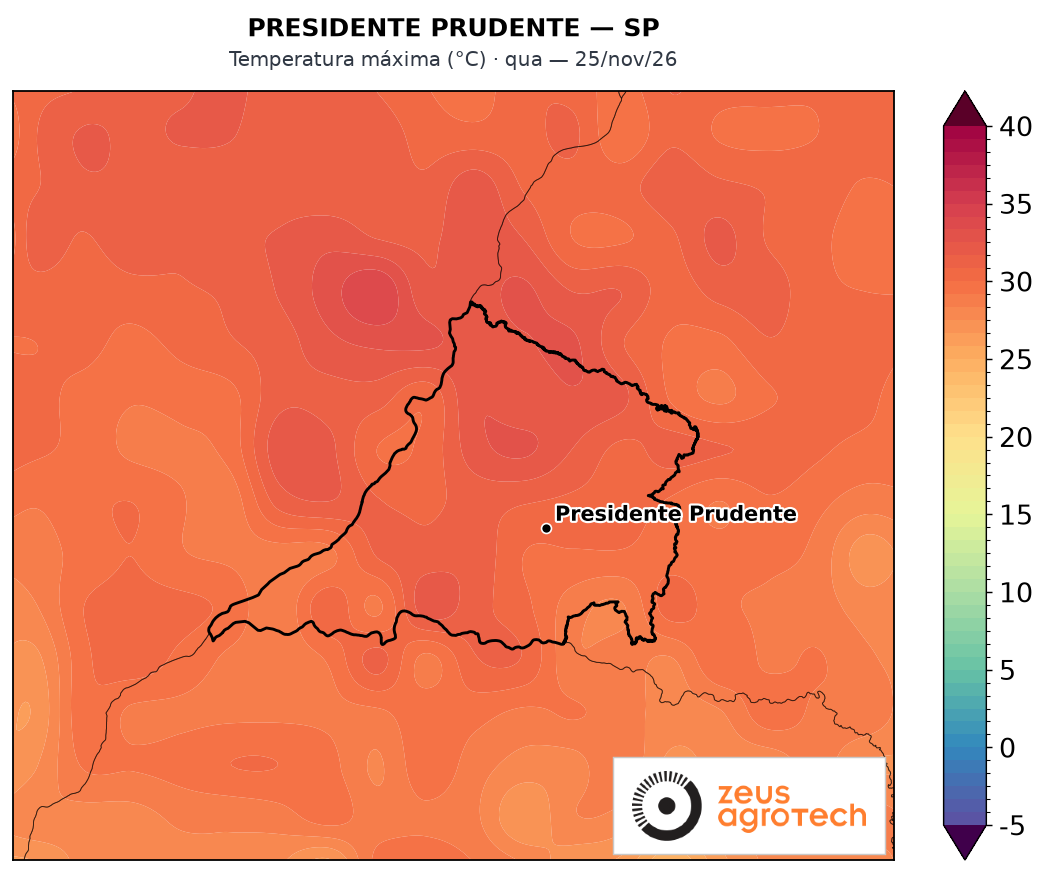 PRESIDENTE PRUDENTE — SP
Temperatura máxima (°C) · qua — 25/nov/26
40
35
30
25
20
15
10
5
0
-5
Presidente Prudente
zeus
agrotech